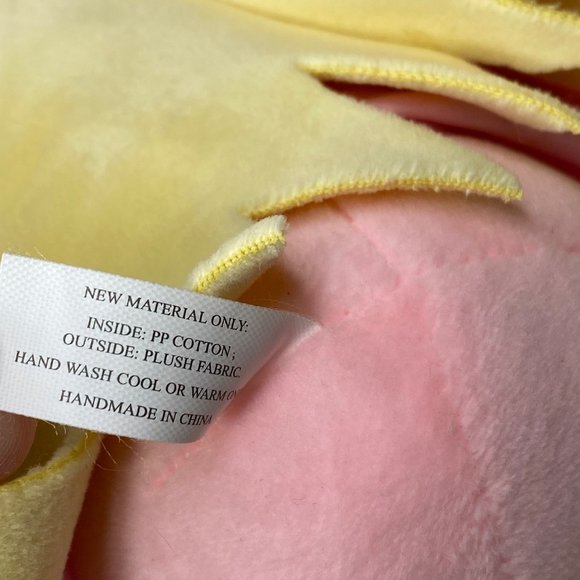 NEW MATERIAL ONLY:
INSIDE: PP COTTON ;
OUTSIDE: PLUSH FABRIC.
HAND WASH COOL OR WARM
HANDMADE IN CHINA